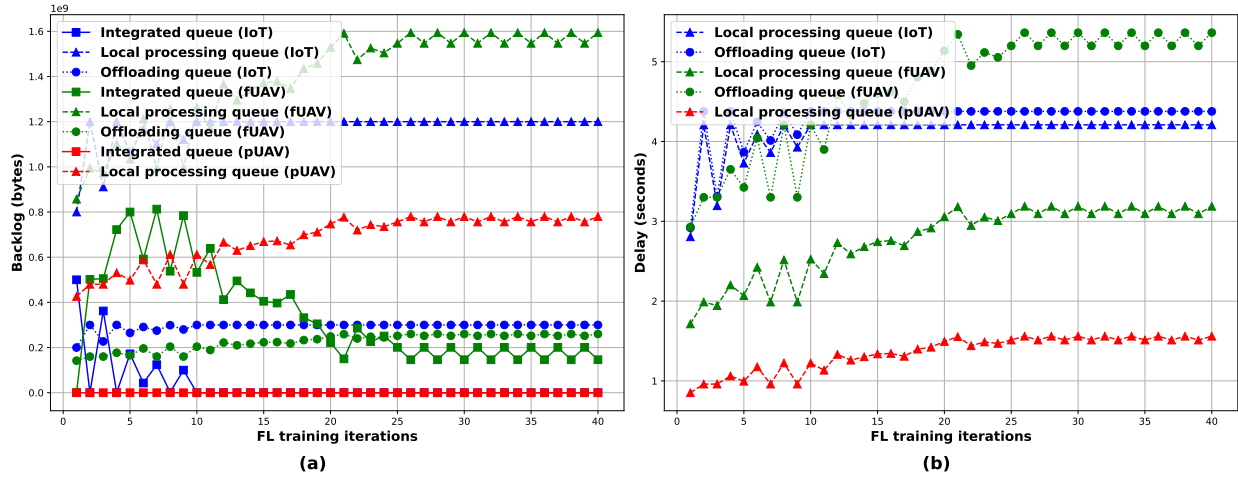 1e9
1.6
1.4
1.2
1.0
0.8
0.6
0.4
0.2
0.0
Backlog (bytes)
Integrated queue (IoT)
Local processing queue (IoT)
Offloading queue (IoT)
Integrated queue (fUAV)
Local processing queue (fUAV)
Offloading queue (fUAV)
Integrated queue (pUAV)
Local processing queue (pUAV)
0 5 10 15 20 25 30 35 40
FL training iterations
(a)
5
4
3
2
1
Delay (seconds)
Local processing queue (IoT)
Offloading queue (IoT)
Local processing queue (fUAV)
Offloading queue (fUAV)
Local processing queue (pUAV)
0 5 10 15 20 25 30 35 40
FL training iterations
(b)